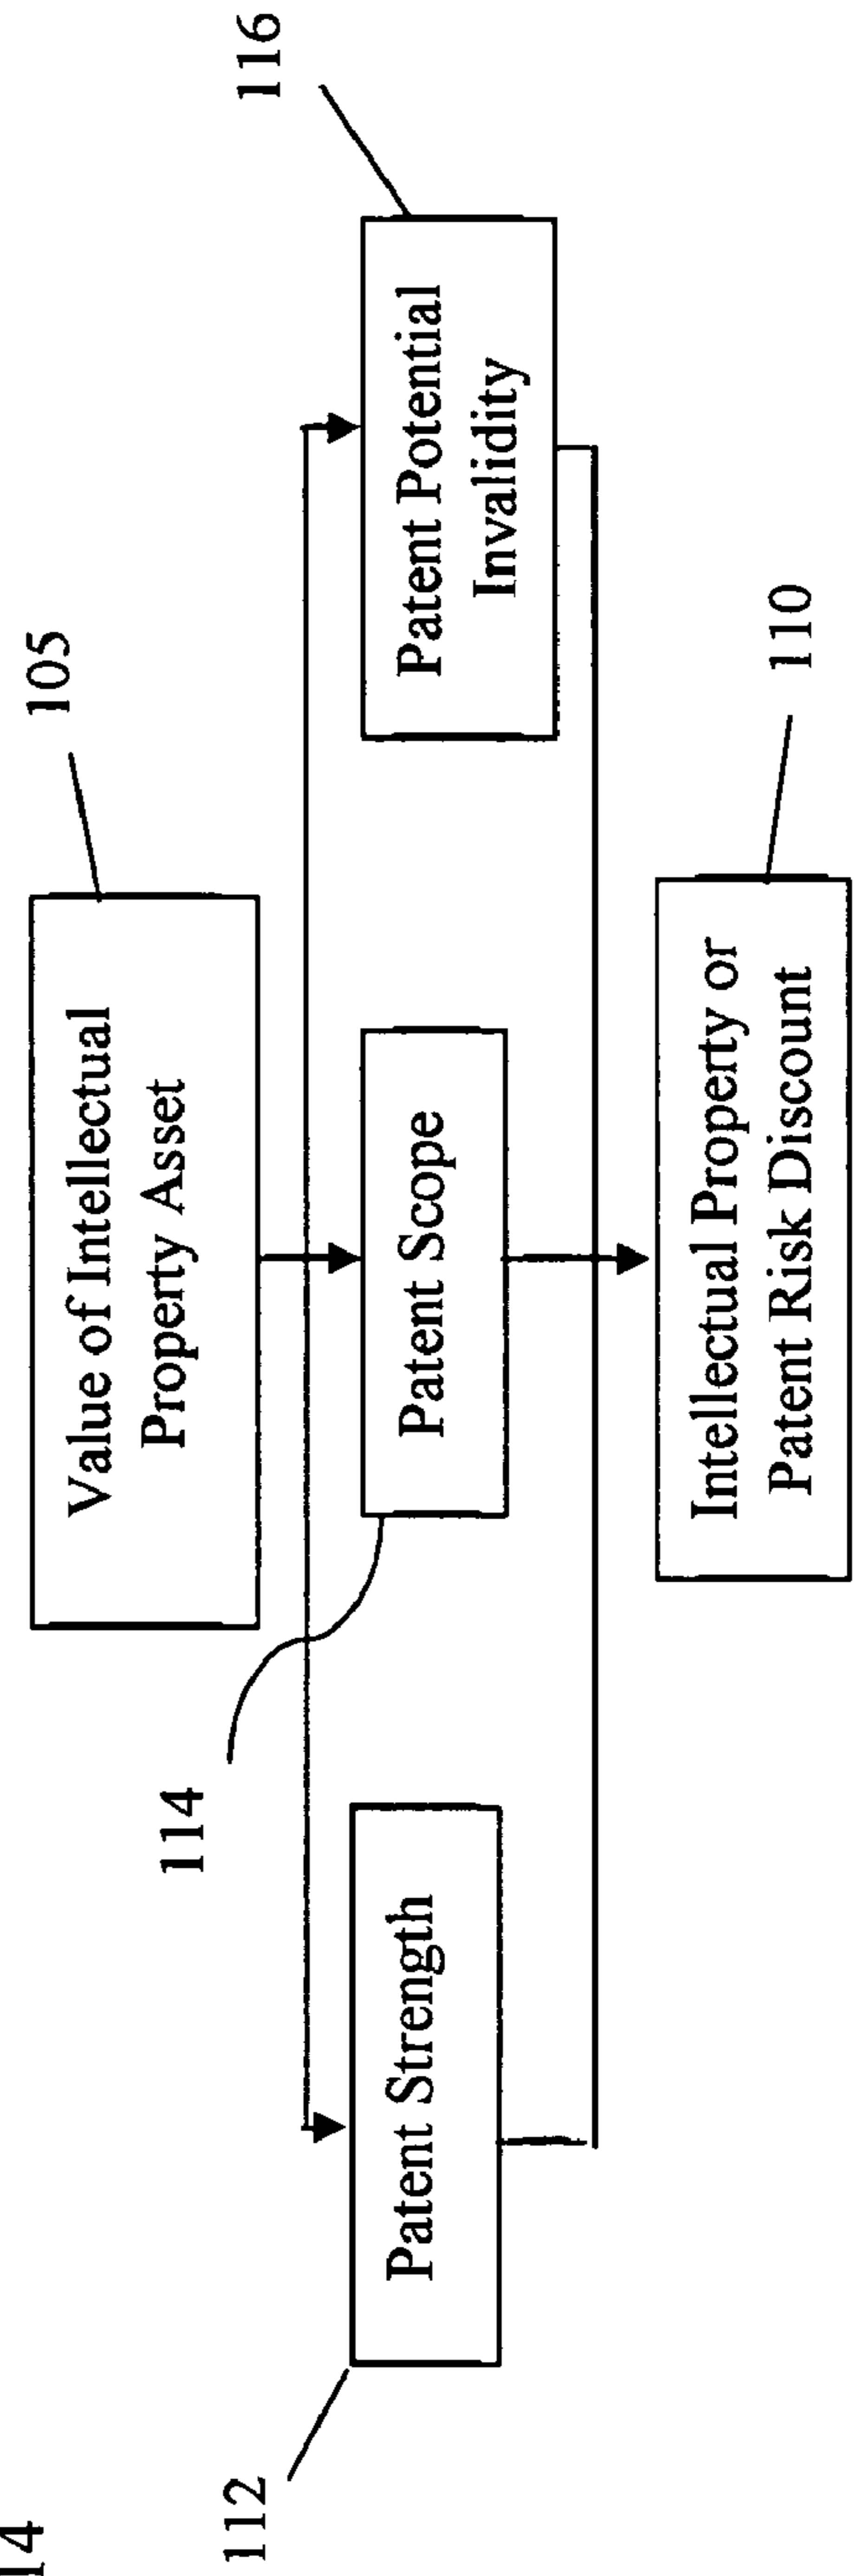 14
105
Value of Intellectual
Property Asset
116
114
112
Patent Strength
Patent Scope
Patent Potential
Invalidity
Intellectual Property or
Patent Risk Discount
110